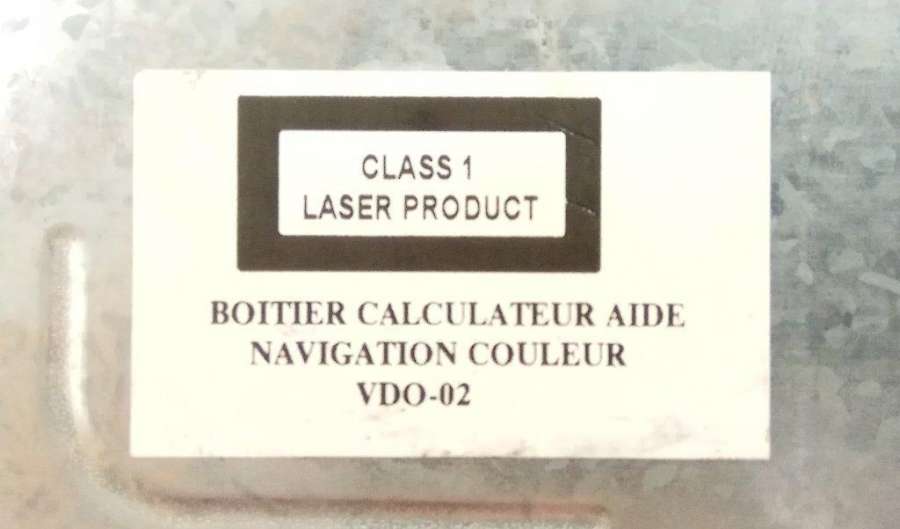 CLASS 1
LASER PRODUCT
BOITIER CALCULATEUR AIDE
NAVIGATION COULEUR
VDO-02